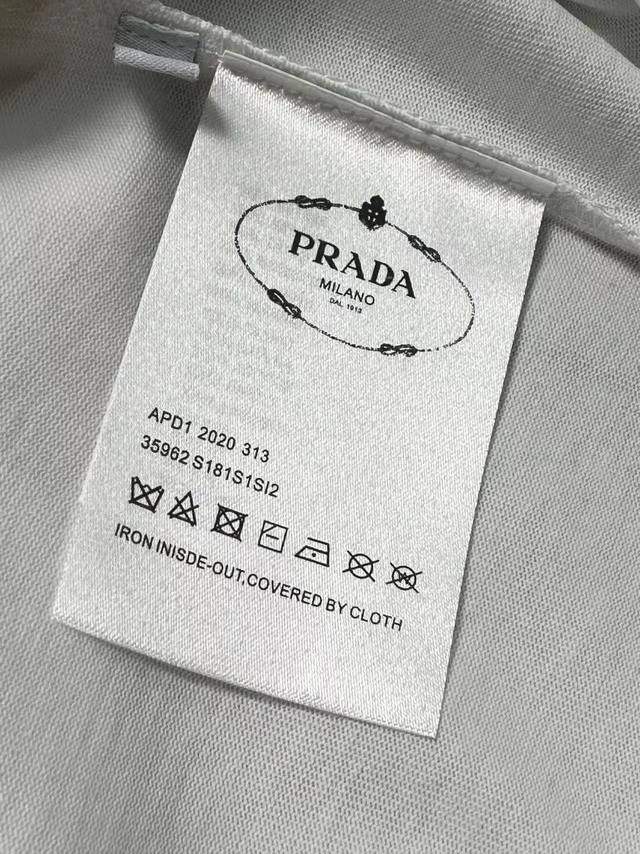 PRADA
MILANO
DAL 1913
APD1 2020 313
35962 S181S1SI2
IRON INISDE-OUT,COVERED BY CLOTH